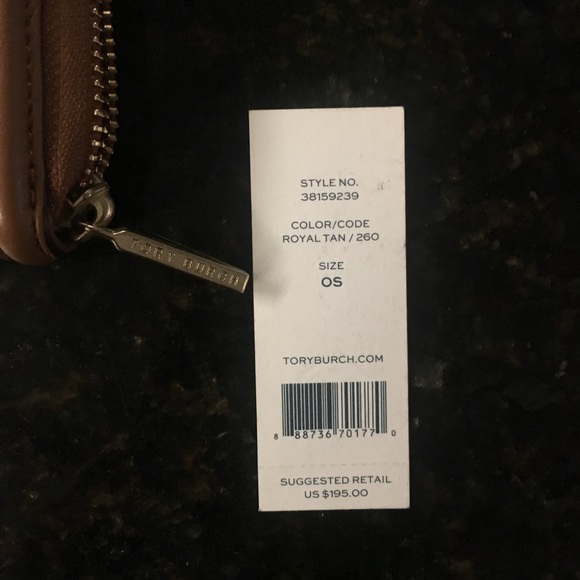 TORY BURCH
STYLE NO.
38159239
COLOR/CODE
ROYAL TAN / 260
SIZE
OS
TORYBURCH.COM
8 88736 70177 0
SUGGESTED RETAIL
US $195.00